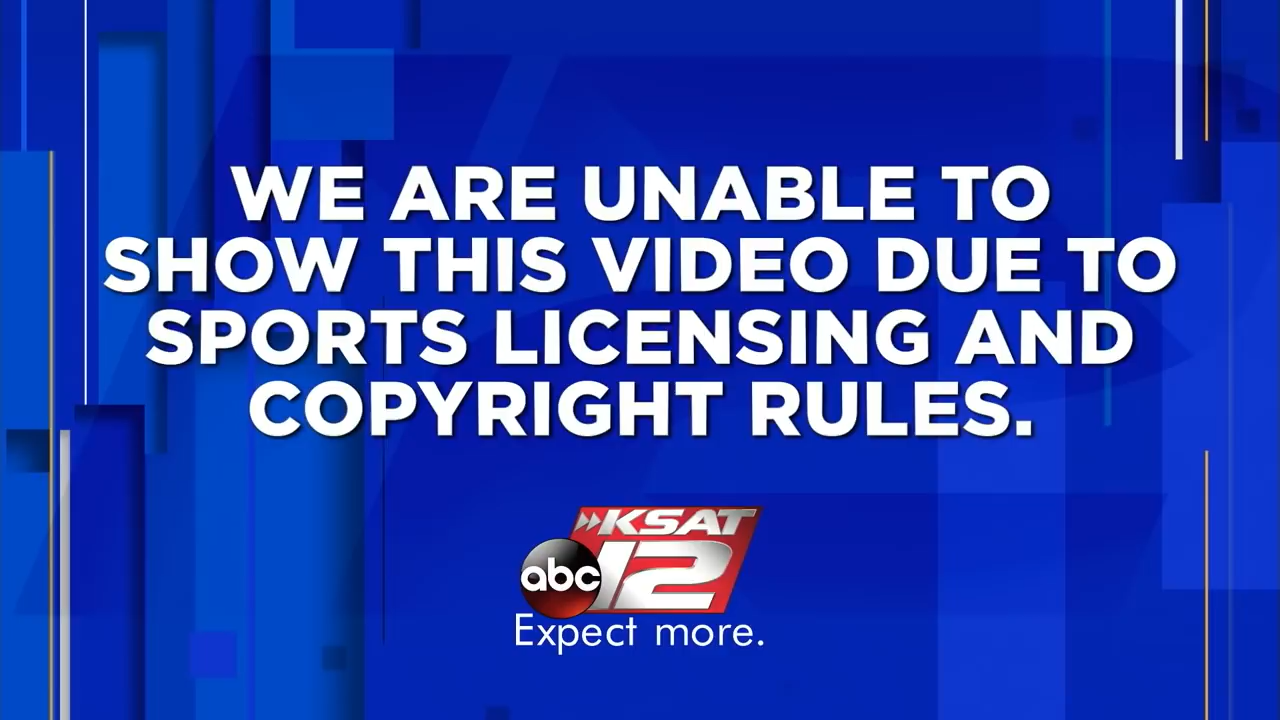 WE ARE UNABLE TO
SHOW THIS VIDEO DUE TO
SPORTS LICENSING AND
COPYRIGHT RULES.
KSAT
abc 12
Expect more.